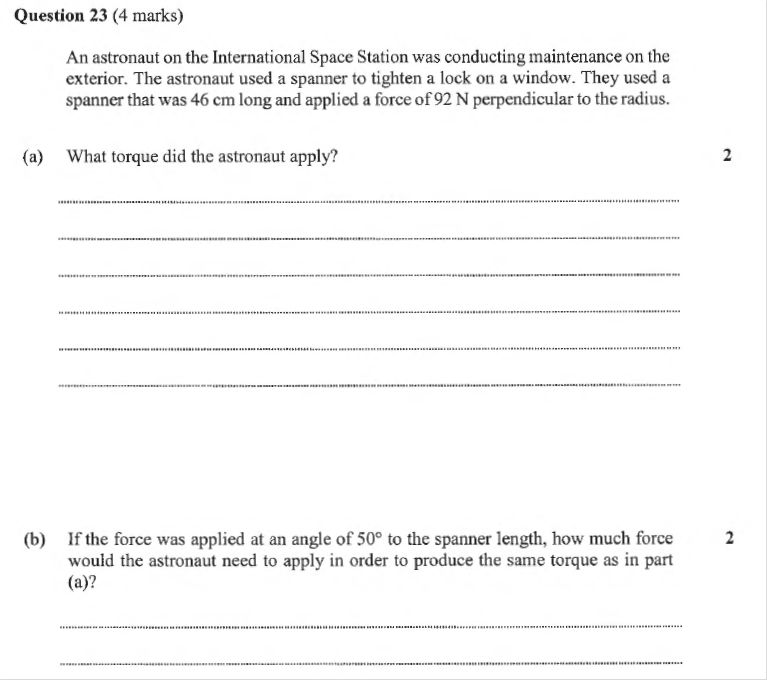 Question 23 (4 marks)
An astronaut on the International Space Station was conducting maintenance on the
exterior. The astronaut used a spanner to tighten a lock on a window. They used a
spanner that was 46 cm long and applied a force of 92 N perpendicular to the radius.
(a) What torque did the astronaut apply? 2
(b) If the force was applied at an angle of 50° to the spanner length, how much force 2
would the astronaut need to apply in order to produce the same torque as in part
(a)?